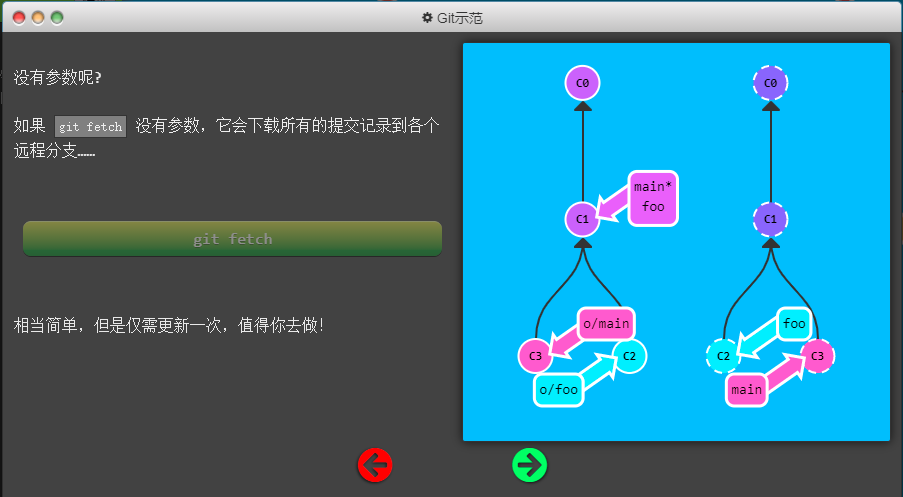 Git示范
没有参数呢?
如果 git fetch 没有参数，它会下载所有的提交记录到各个
远程分支……
git fetch
相当简单，但是仅需更新一次，值得你去做!
C0
C0
main*
foo
C1
C1
o/main
foo
C3
C2
C2
C3
o/foo
main